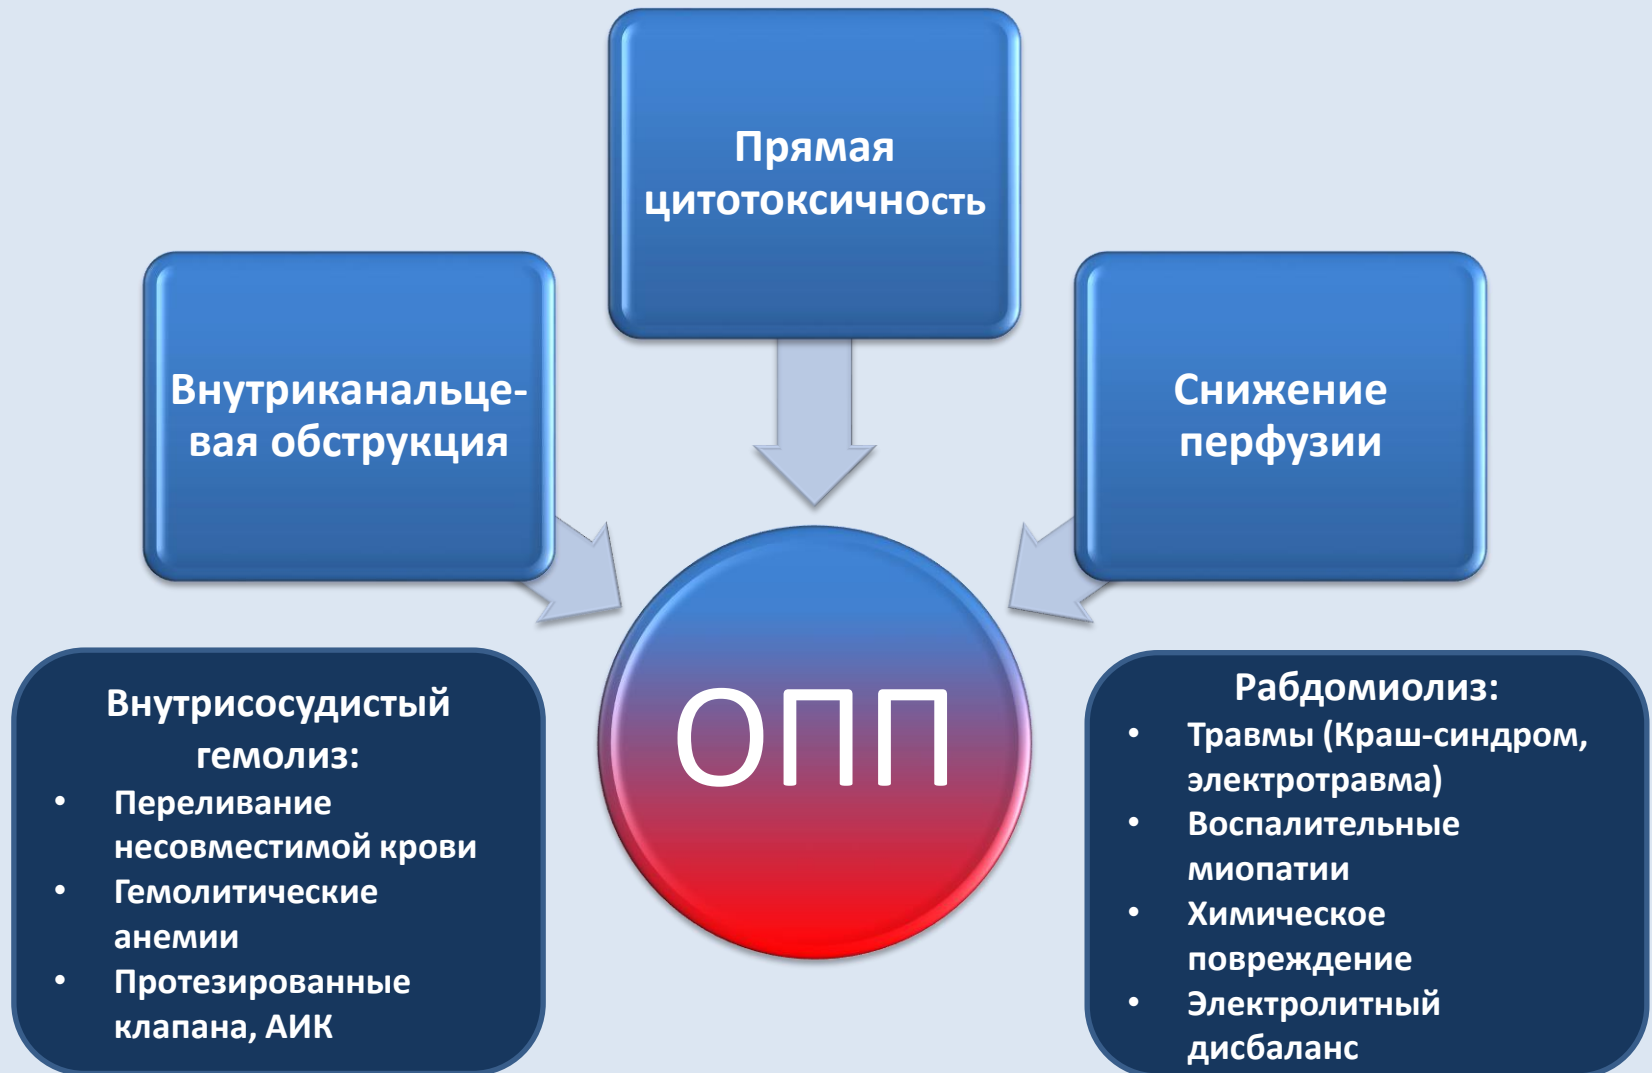 Прямая
цитотоксичность
Внутриканальце-
вая обструкция
Снижение
перфузии
ОПП
Внутрисосудистый
гемолиз:
• Переливание
несовместимой крови
• Гемолитические
анемии
• Протезированные
клапана, АИК
Рабдомиолиз:
• Травмы (Краш-синдром,
электротравма)
• Воспалительные
миопатии
• Химическое
повреждение
• Электролитный
дисбаланс